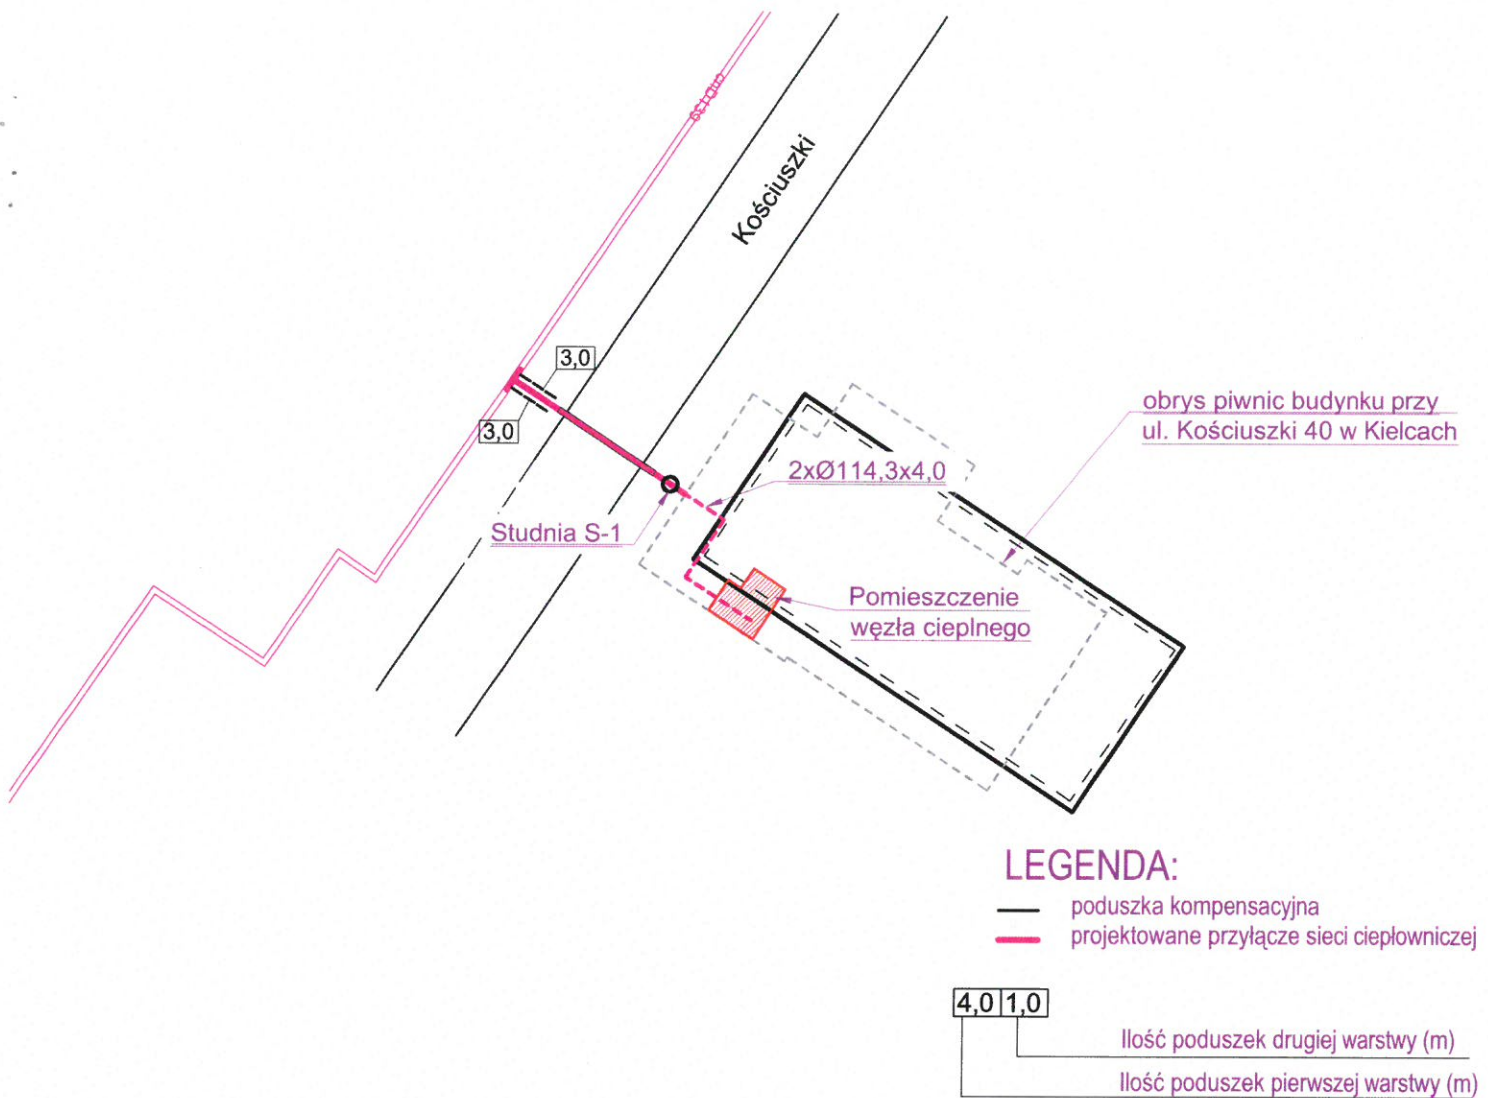 cnD139
Kościuszki
3,0
3,0
obrys piwnic budynku przy
ul. Kościuszki 40 w Kielcach
2xØ114,3x4,0
Studnia S-1
Pomieszczenie
węzła cieplnego
LEGENDA:
poduszka kompensacyjna
projektowane przyłącze sieci ciepłowniczej
4,0 1,0
Ilość poduszek drugiej warstwy (m)
Ilość poduszek pierwszej warstwy (m)